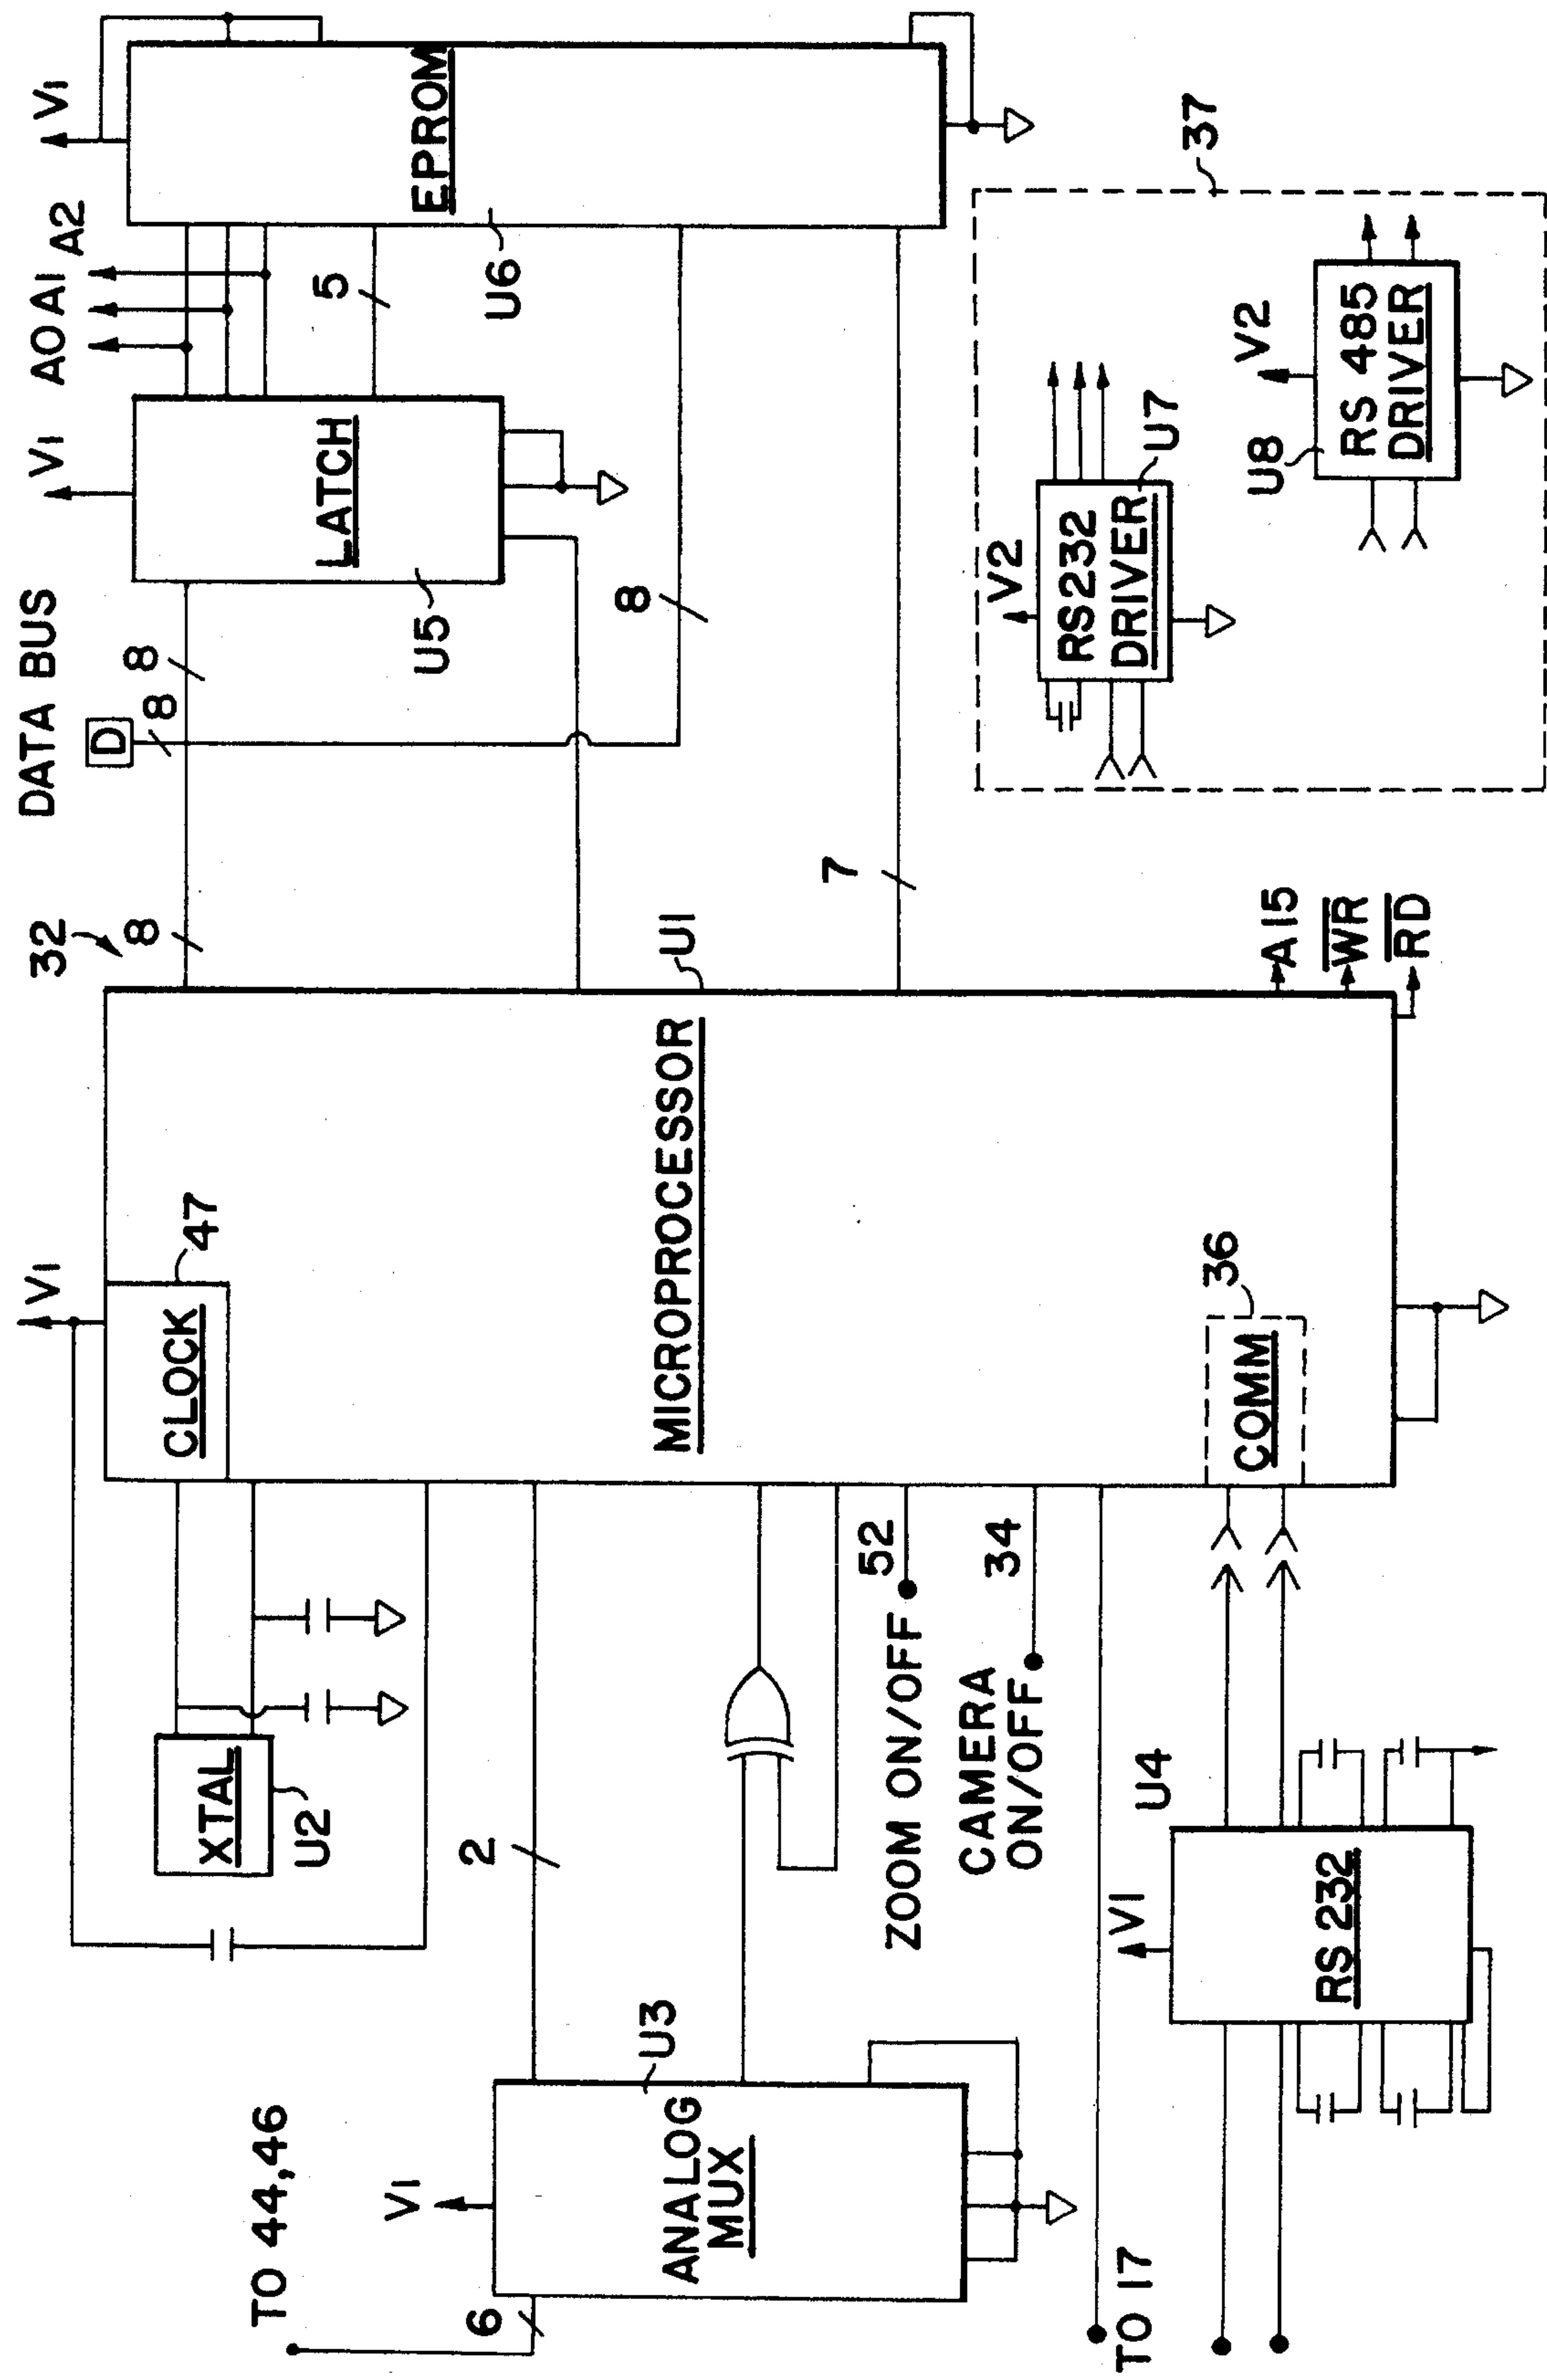 TO 44,46
6
V1
ANALOG
MUX
U3
2
XTAL
U2
V1
CLOCK
47
MICROPROCESSOR
U1
32
ZOOM ON/OFF
52
CAMERA
ON/OFF
34
TO 17
V1
RS 232
U4
COMM
36
A15
WR
RD
DATA BUS
D
8
8
8
8
7
V1
LATCH
U5
A0 A1 A2
5
V1
EPROM
U6
37
V2
RS232
DRIVER
U7
V2
RS 485
DRIVER
U8